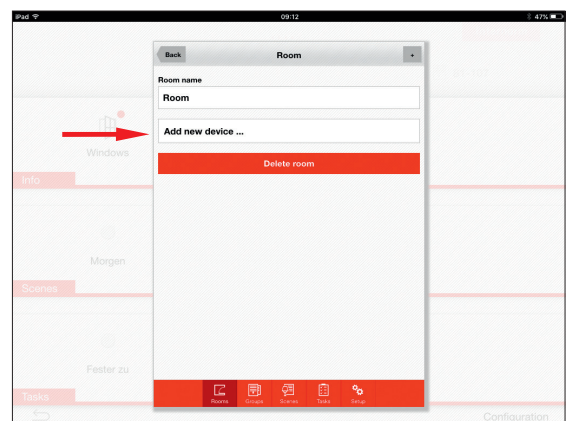 iPad 09:12 47%
Back Room +
Room name
Room
Add new device ...
Delete room
Windows
Info
Morgen
Scenes
Fester zu
Tasks
Rooms Groups Scenes Tasks Setup
Configuration